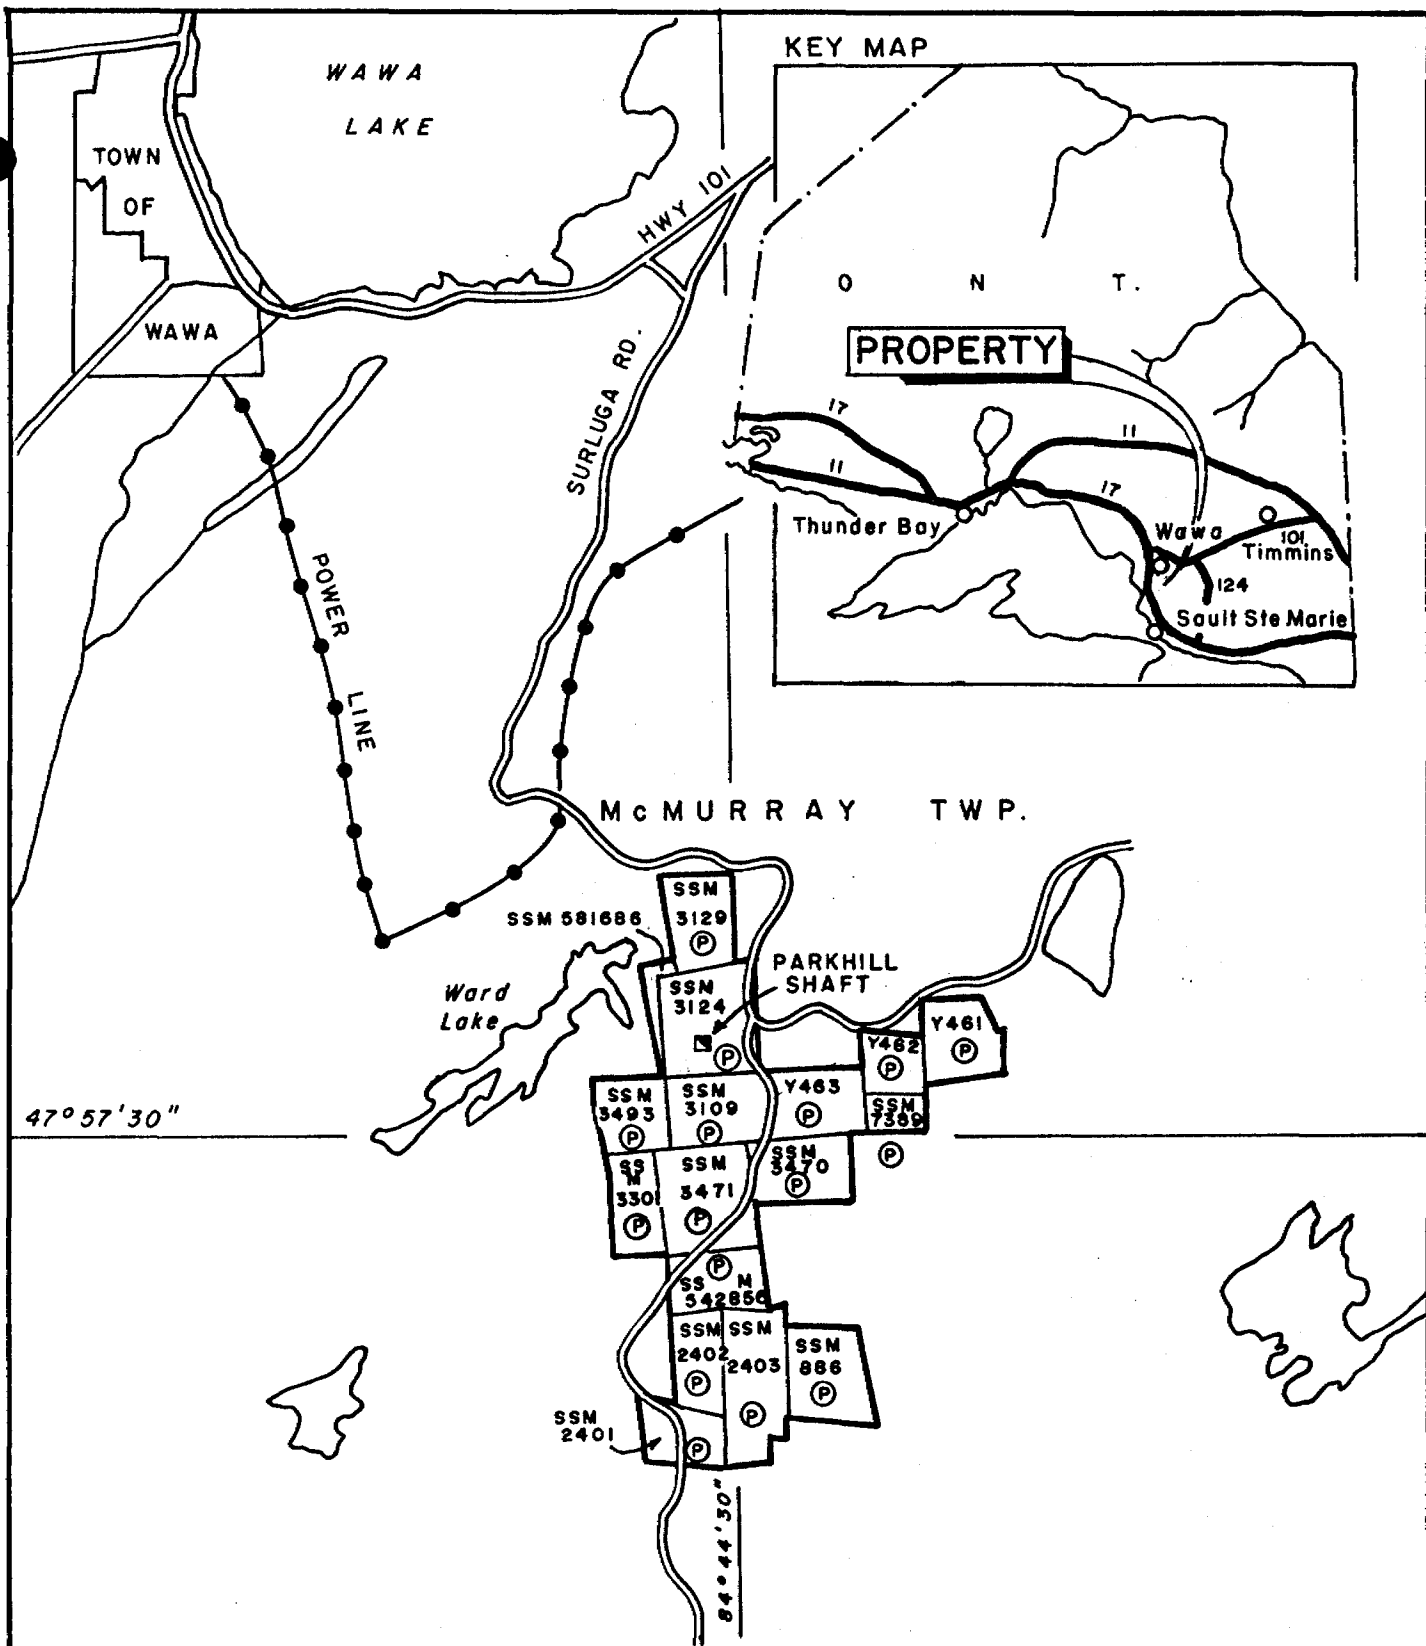 KEY MAP
WAWA
LAKE
TOWN
OF
WAWA
HWY 101
SURLUGA RD.
POWER
LINE
O N T.
PROPERTY
17
11
11
17
Thunder Bay
Wawa
101
Timmins
124
Sault Ste Marie
McMURRAY TWP.
SSM
3129
P
SSM 581686
PARKHILL
SHAFT
SSM
3124
P
Ward
Lake
Y461
P
Y462
P
Y463
P
SSM
7389
P
SSM
3493
P
SSM
3109
P
47°57'30"
SSM
3470
P
SS
M
3301
P
SSM
3471
P
P
SS M
542856
SSM
2402
P
SSM
2403
P
SSM
886
P
SSM
2401
P
84°44'30"